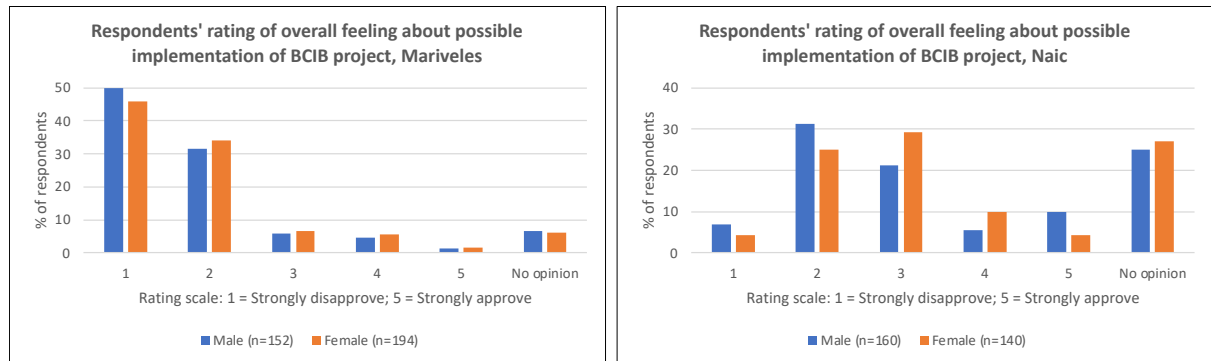 Respondents' rating of overall feeling about possible
implementation of BCIB project, Mariveles
% of respondents
50
40
30
20
10
0
1 2 3 4 5 No opinion
Rating scale: 1 = Strongly disapprove; 5 = Strongly approve
Male (n=152) Female (n=194)
Respondents' rating of overall feeling about possible
implementation of BCIB project, Naic
% of respondents
40
30
20
10
0
1 2 3 4 5 No opinion
Rating scale: 1 = Strongly disapprove; 5 = Strongly approve
Male (n=160) Female (n=140)